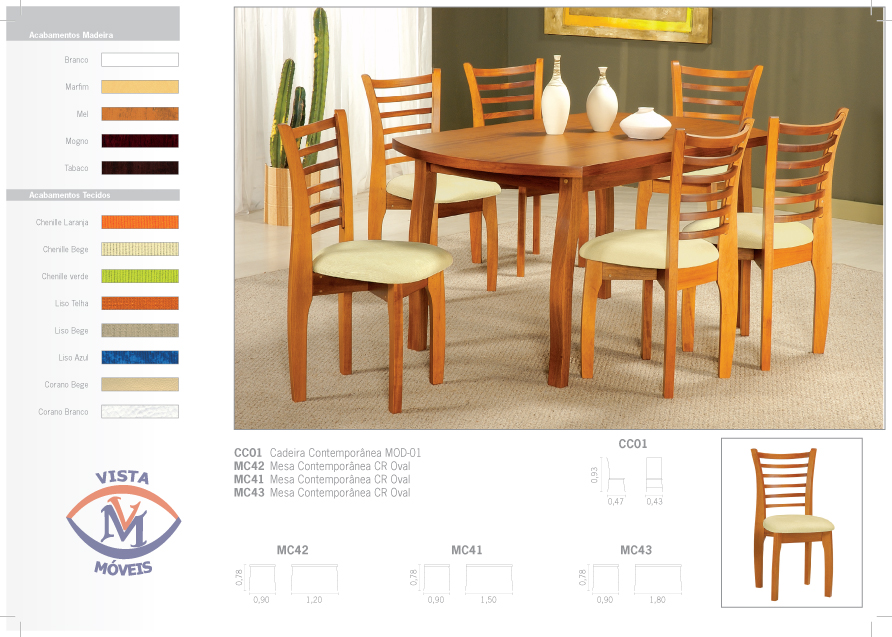 Acabamentos Madeira
Branco
Marfim
Mel
Mogno
Tabaco
Acabamentos Tecidos
Chenille Laranja
Chenille Bege
Chenille verde
Liso Telha
Liso Bege
Liso Azul
Corano Bege
Corano Branco
VISTA
VM
MÓVEIS
CC01 Cadeira Contemporânea MOD-01
MC42 Mesa Contemporânea CR Oval
MC41 Mesa Contemporânea CR Oval
MC43 Mesa Contemporânea CR Oval
CC01
0,93
0,47 0,43
MC42
0,78
0,90 1,20
MC41
0,78
0,90 1,50
MC43
0,78
0,90 1,80